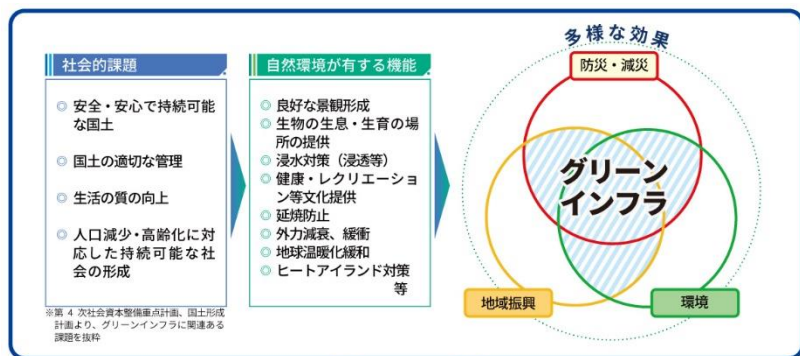 社会的課題
◎ 安全・安心で持続可能
な国土
◎ 国土の適切な管理
◎ 生活の質の向上
◎ 人口減少・高齢化に対
応した持続可能な社
会の形成
※第 4 次社会資本整備重点計画、国土形成
計画より、グリーンインフラに関連ある
課題を抜粋
自然環境が有する機能
◎ 良好な景観形成
◎ 生物の生息・生育の場
所の提供
◎ 浸水対策（浸透等）
◎ 健康・レクリエーショ
ン等文化提供
◎ 延焼防止
◎ 外力減衰、緩衝
◎ 地球温暖化緩和
◎ ヒートアイランド対策
等
多様な効果
防災・減災
グリーン
インフラ
地域振興
環境